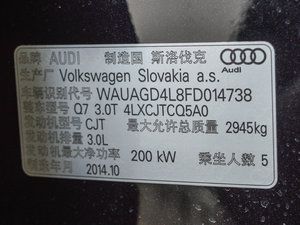 品牌 AUDI 制造国 斯洛伐克
Audi
生产厂 Volkswagen Slovakia a.s.
车辆识别代号 WAUAGD4L8FD014738
整车型号 Q7 3.0T 4LXCJTCQ5A0
发动机型号 CJT 最大允许总质量 2945kg
发动机排量 3.0L
发动机最大净功率 200 kW 乘坐人数 5
制造年月 2014.10